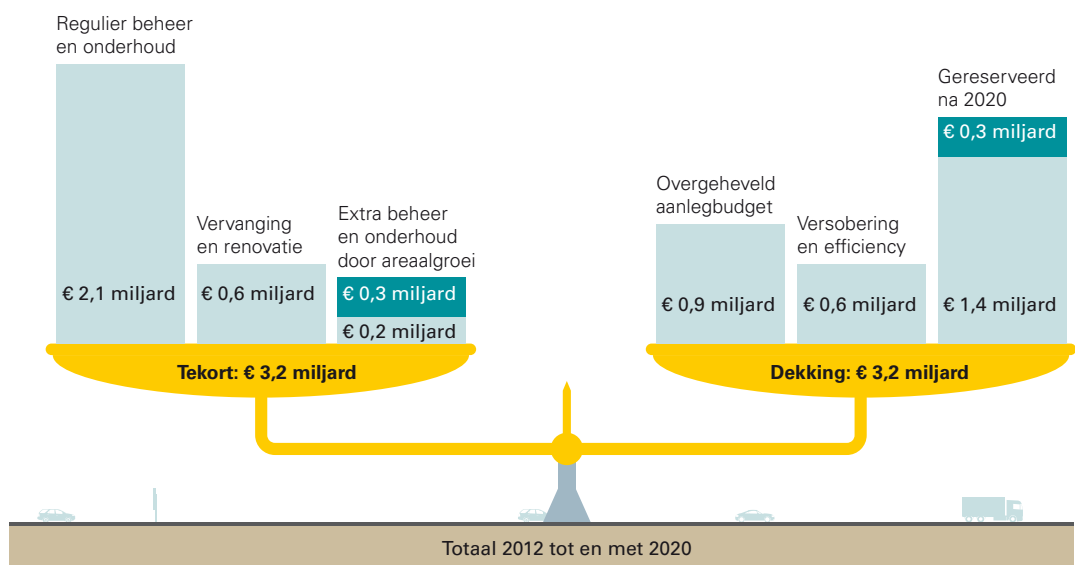 Regulier beheer
en onderhoud
€ 2,1 miljard
Vervanging
en renovatie
€ 0,6 miljard
Extra beheer
en onderhoud
door areaalgroei
€ 0,3 miljard
€ 0,2 miljard
Tekort: € 3,2 miljard
Overgeheveld
aanlegbudget
€ 0,9 miljard
Versobering
en efficiency
€ 0,6 miljard
Gereserveerd
na 2020
€ 0,3 miljard
€ 1,4 miljard
Dekking: € 3,2 miljard
Totaal 2012 tot en met 2020